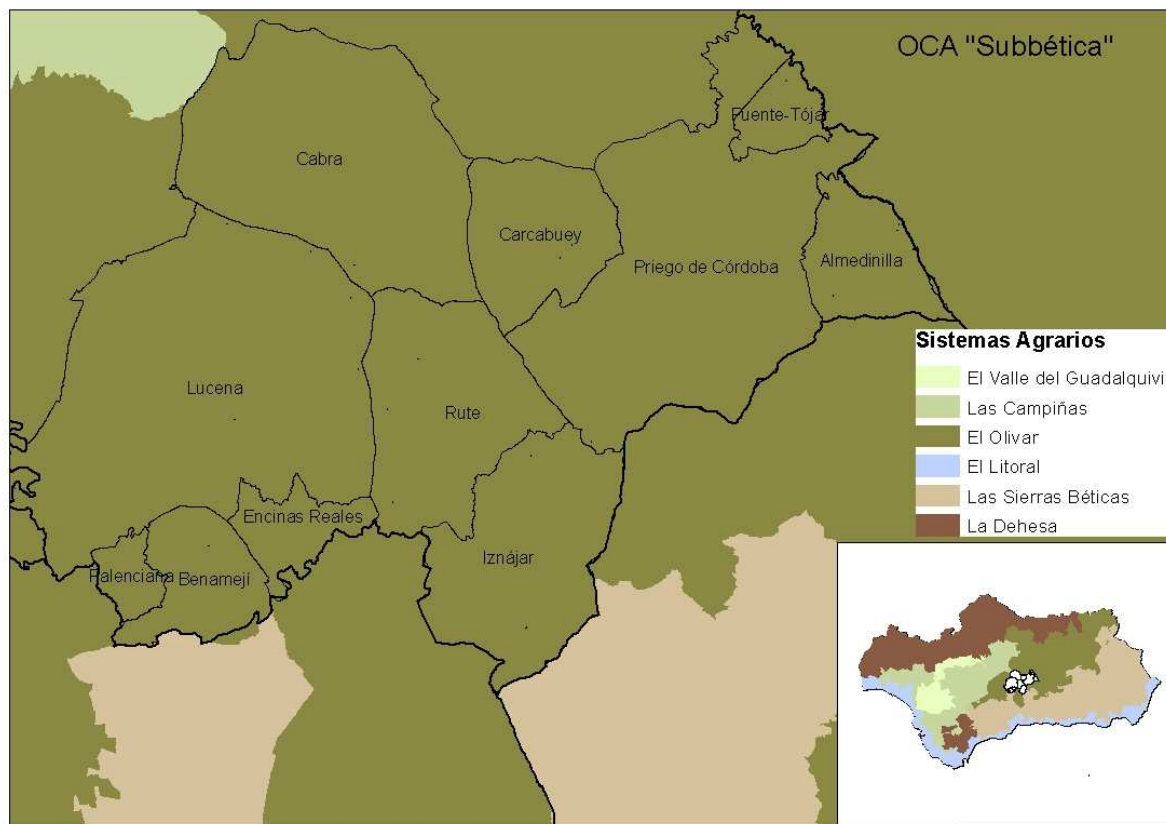 OCA "Subbética"
Fuente-Tójar
Cabra
Carcabuey
Priego de Córdoba
Almedinilla
Lucena
Rute
Encinas Reales
Iznájar
Palenciana
Benamejí
Sistemas Agrarios
El Valle del Guadalquivi
Las Campiñas
El Olivar
El Litoral
Las Sierras Béticas
La Dehesa